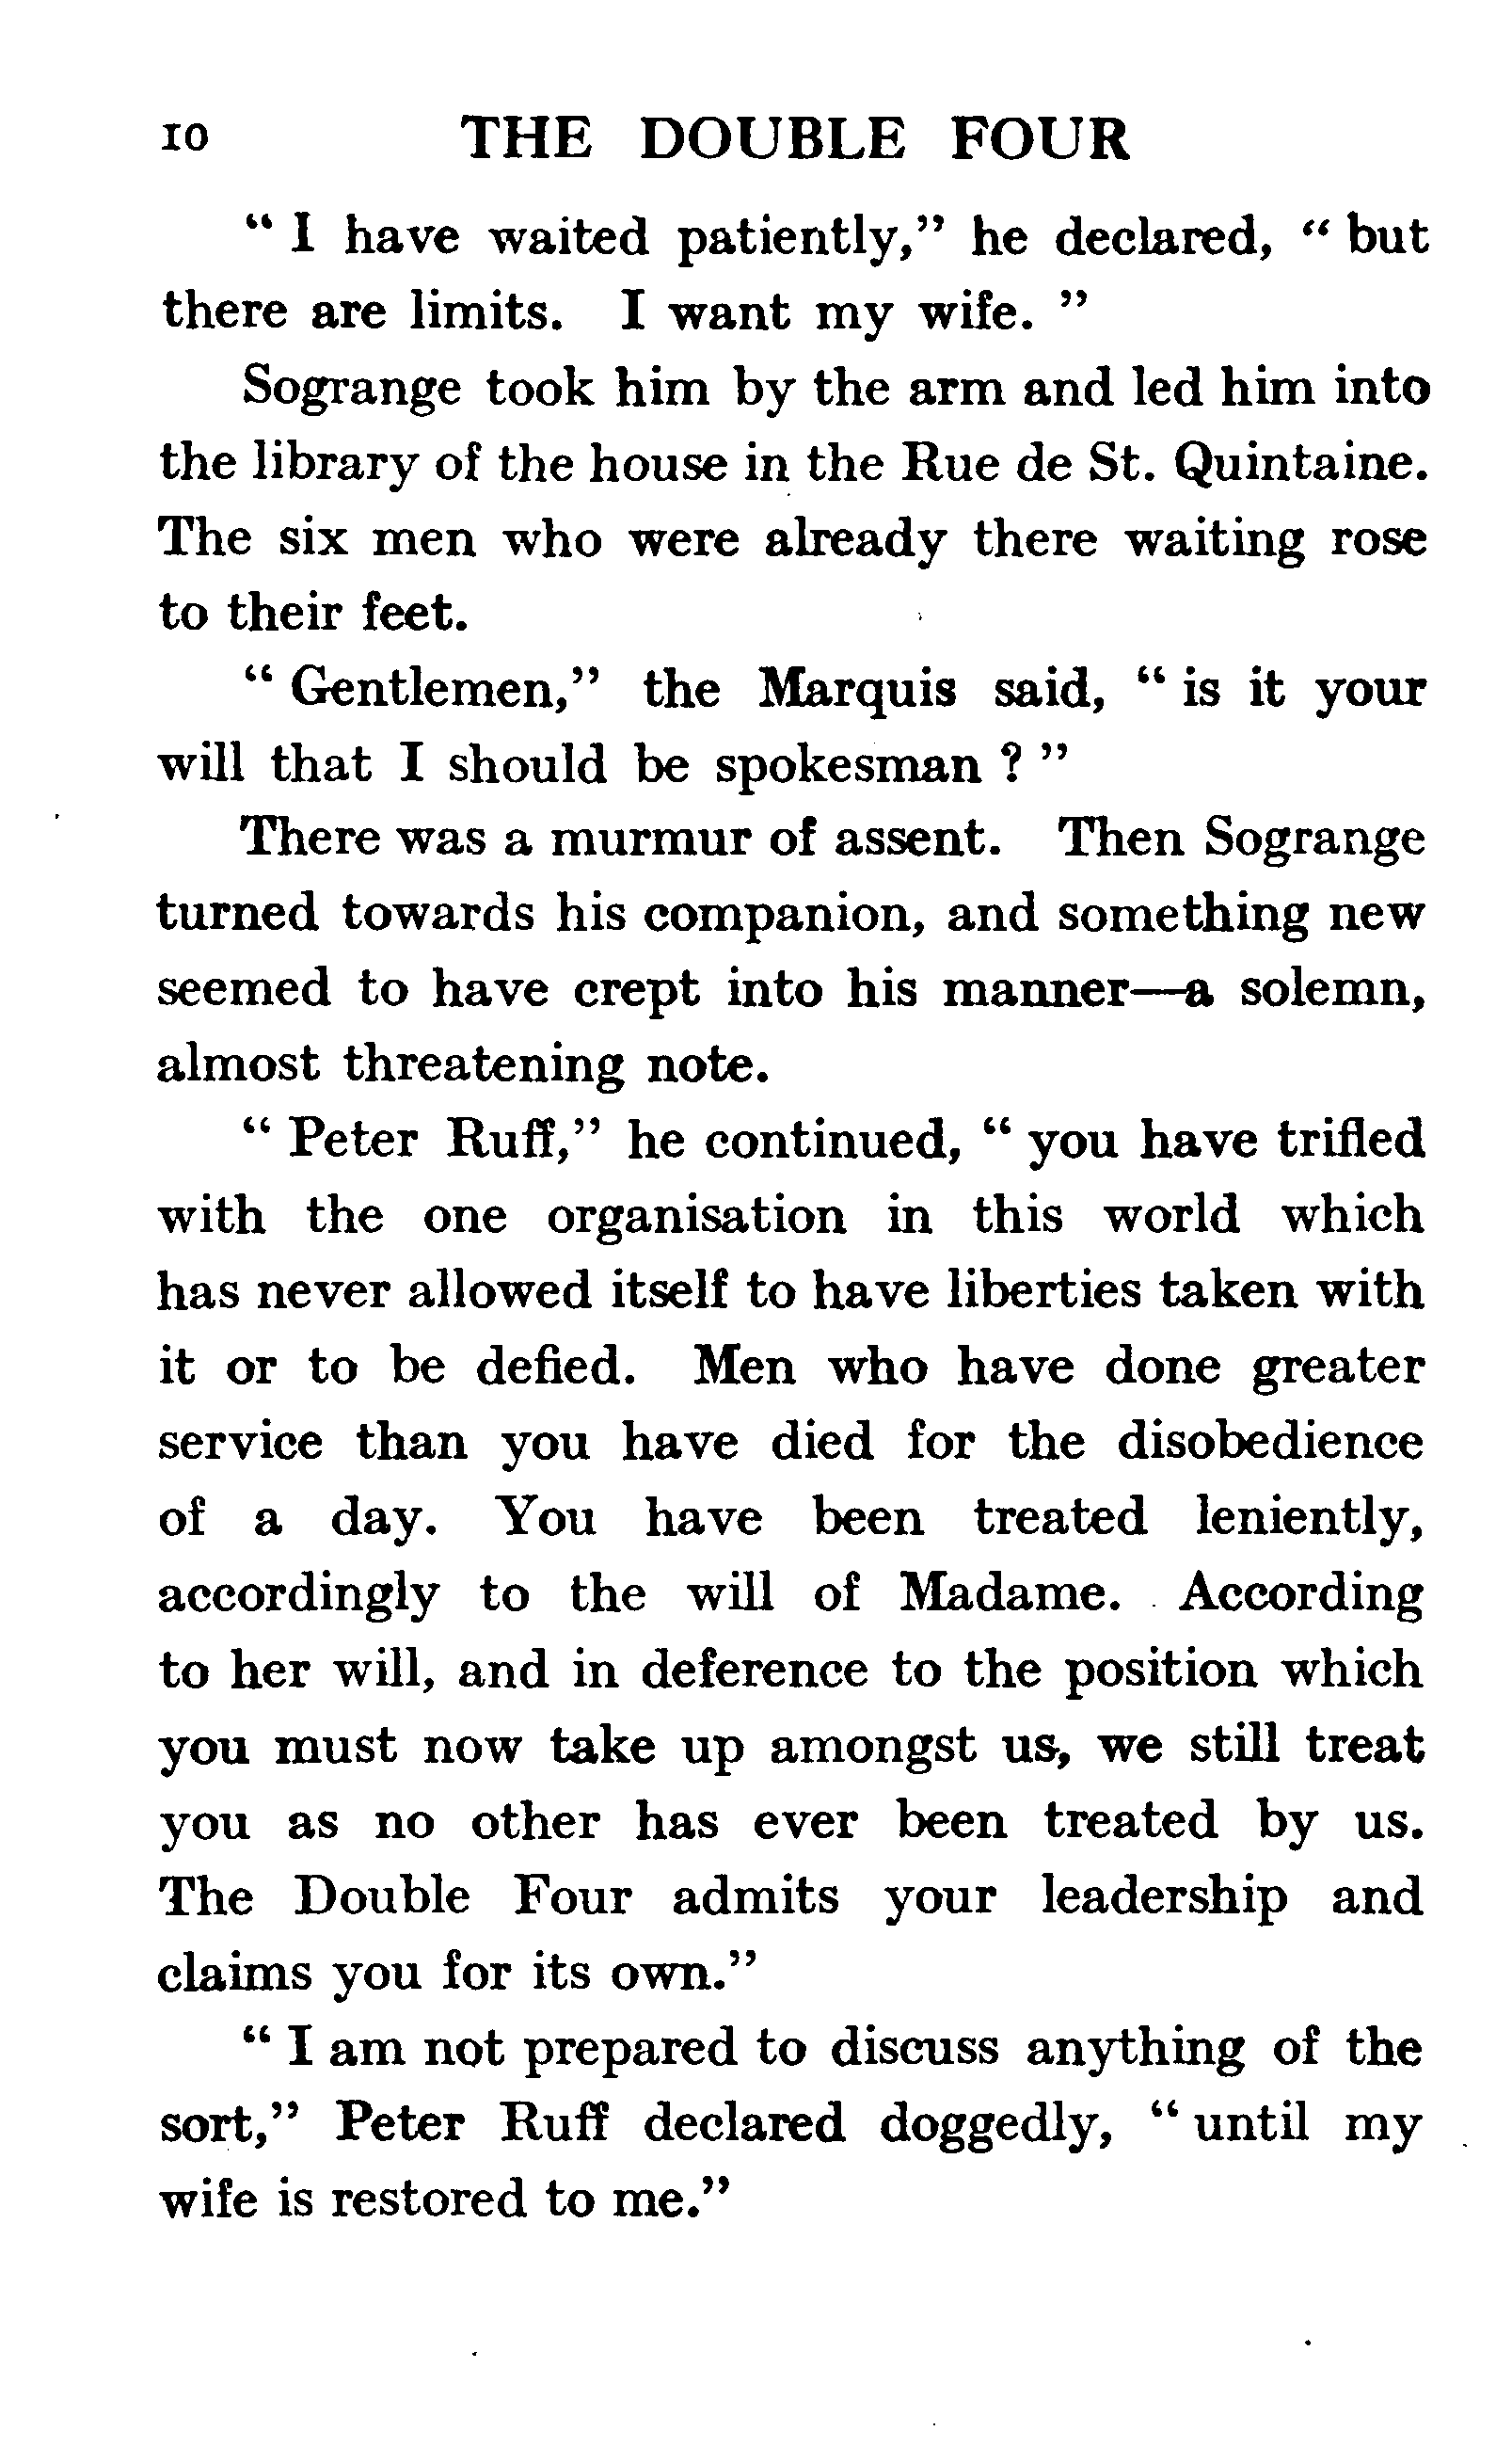 10 THE DOUBLE FOUR
" I have waited patiently," he declared, " but
there are limits. I want my wife. "
Sogrange took him by the arm and led him into
the library of the house in the Rue de St. Quintaine.
The six men who were already there waiting rose
to their feet.
" Gentlemen," the Marquis said, " is it your
will that I should be spokesman ? "
There was a murmur of assent. Then Sogrange
turned towards his companion, and something new
seemed to have crept into his manner—a solemn,
almost threatening note.
" Peter Ruff," he continued, " you have trifled
with the one organisation in this world which
has never allowed itself to have liberties taken with
it or to be defied. Men who have done greater
service than you have died for the disobedience
of a day. You have been treated leniently,
accordingly to the will of Madame. According
to her will, and in deference to the position which
you must now take up amongst us, we still treat
you as no other has ever been treated by us.
The Double Four admits your leadership and
claims you for its own."
" I am not prepared to discuss anything of the
sort," Peter Ruff declared doggedly, " until my
wife is restored to me."